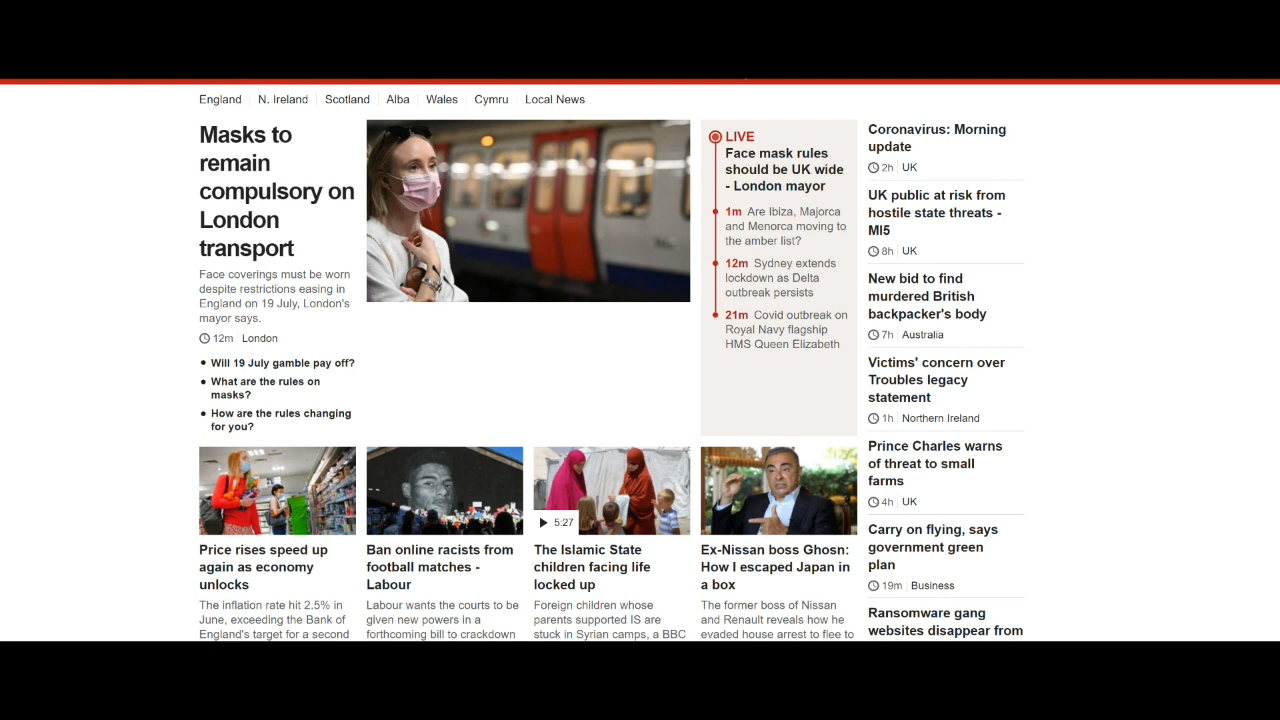 England
N. Ireland
Scotland
Alba
Wales
Cymru
Local News
Masks to
remain
compulsory on
London
transport
Face coverings must be worn
despite restrictions easing in
England on 19 July, London's
mayor says.
12m London
Will 19 July gamble pay off?
What are the rules on
masks?
How are the rules changing
for you?
LIVE
Face mask rules
should be UK wide
- London mayor
1m Are Ibiza, Majorca
and Menorca moving to
the amber list?
12m Sydney extends
lockdown as Delta
outbreak persists
21m Covid outbreak on
Royal Navy flagship
HMS Queen Elizabeth
Coronavirus: Morning
update
2h UK
UK public at risk from
hostile state threats -
MI5
8h UK
New bid to find
murdered British
backpacker's body
7h Australia
Victims' concern over
Troubles legacy
statement
1h Northern Ireland
Prince Charles warns
of threat to small
farms
4h UK
Carry on flying, says
government green
plan
19m Business
Ransomware gang
websites disappear from
Price rises speed up
again as economy
unlocks
The inflation rate hit 2.5% in
June, exceeding the Bank of
England's target for a second
Ban online racists from
football matches -
Labour
Labour wants the courts to be
given new powers in a
forthcoming bill to crackdown
5:27
The Islamic State
children facing life
locked up
Foreign children whose
parents supported IS are
stuck in Syrian camps, a BBC
Ex-Nissan boss Ghosn:
How I escaped Japan in
a box
The former boss of Nissan
and Renault reveals how he
evaded house arrest to flee to